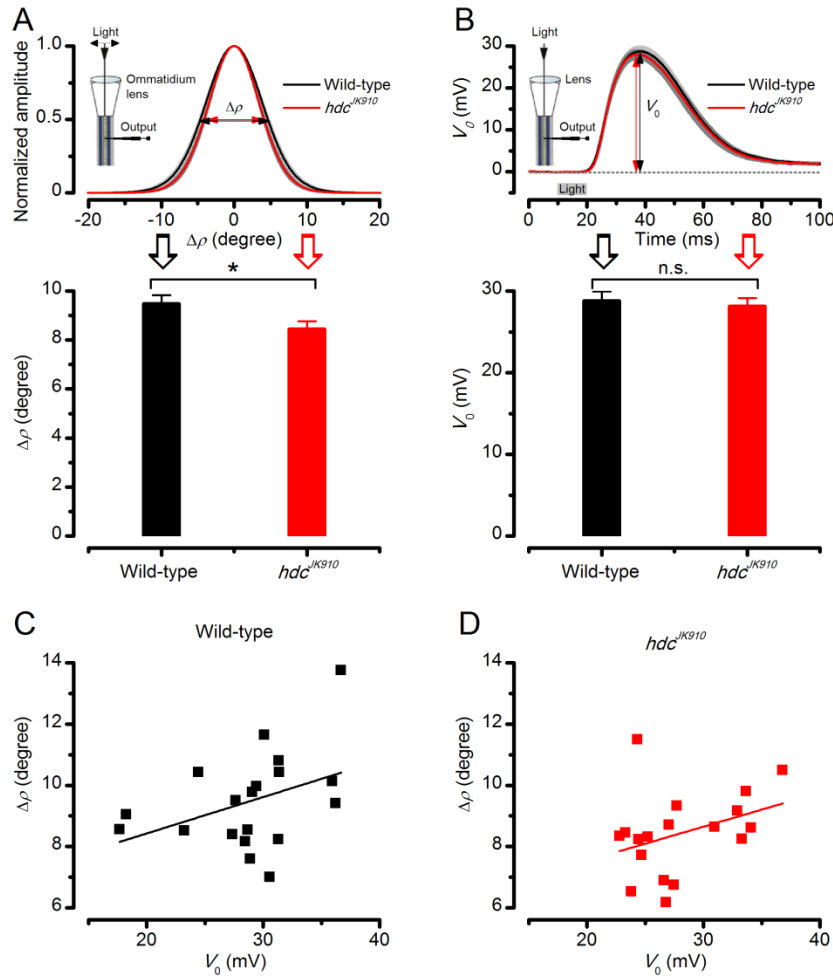 A
Light
Ommatidium
lens
Output
Wild-type
hdc^JK910
Δρ
Normalized amplitude
1.0
0.5
0
-20 -10 0 10 20
Δρ (degree)
*
Δρ (degree)
10
8
6
4
2
0
Wild-type hdc^JK910
B
Light
Lens
Output
Wild-type
hdc^JK910
V0
V0 (mV)
30
20
10
0
Light
0 20 40 60 80 100
Time (ms)
n.s.
V0 (mV)
30
20
10
0
Wild-type hdc^JK910
C
Wild-type
Δρ (degree)
14
12
10
8
6
20 30 40
V0 (mV)
D
hdc^JK910
Δρ (degree)
14
12
10
8
6
20 30 40
V0 (mV)